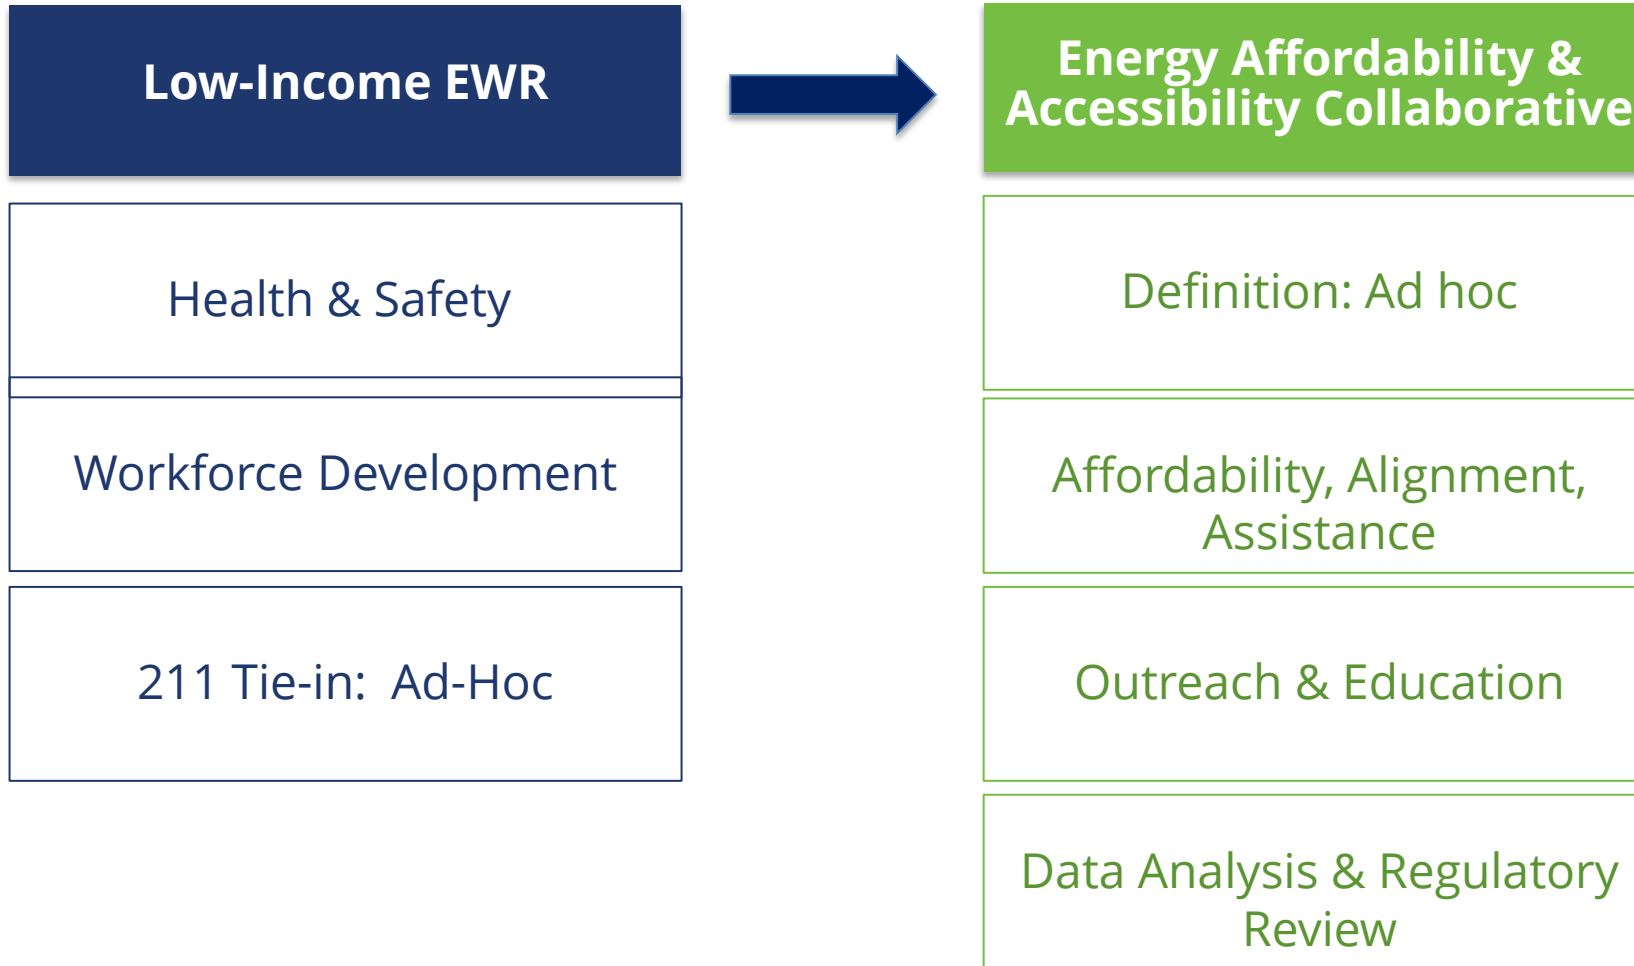 Low-Income EWR
Health & Safety
Workforce Development
211 Tie-in:  Ad-Hoc
Energy Affordability &
Accessibility Collaborative
Definition: Ad hoc
Affordability, Alignment,
Assistance
Outreach & Education
Data Analysis & Regulatory
Review